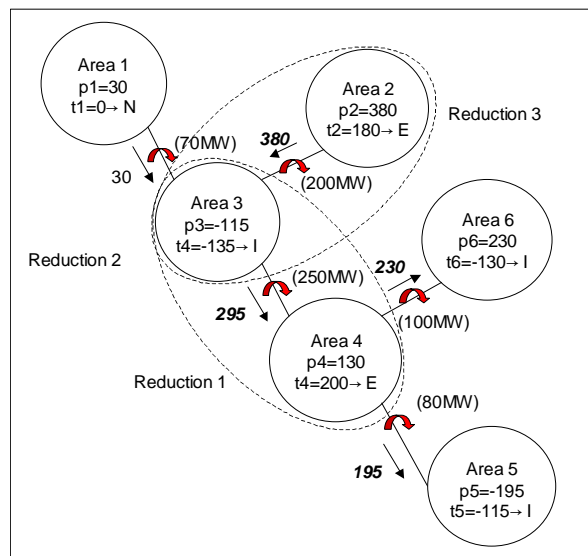 Area 1
p1=30
t1=0→ N
Area 2
p2=380
t2=180→ E
Reduction 3
(70MW)
380
30
(200MW)
Area 3
p3=-115
t4=-135→ I
Area 6
p6=230
t6=-130→ I
Reduction 2
(250MW)
230
295
(100MW)
Area 4
p4=130
t4=200→ E
Reduction 1
(80MW)
195
Area 5
p5=-195
t5=-115→ I